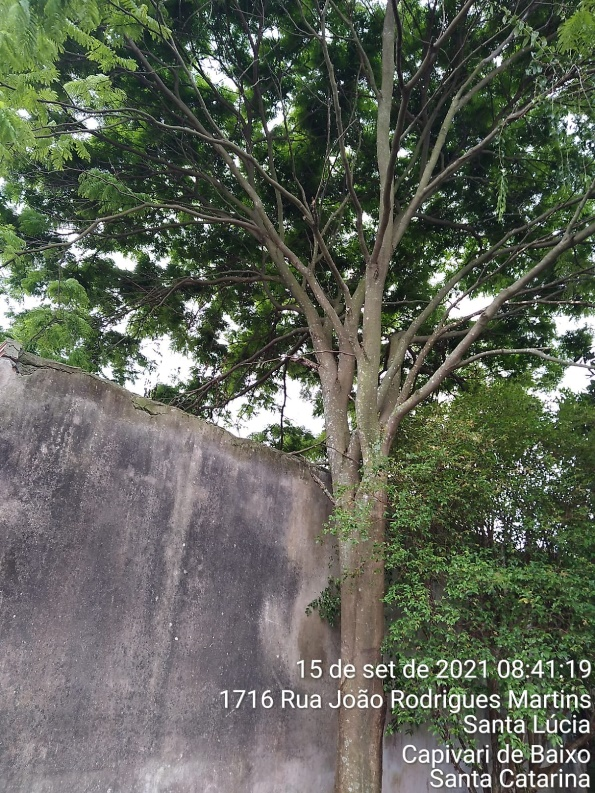 15 de set de 2021 08:41:19
1716 Rua João Rodrigues Martins
Santa Lúcia
Capivari de Baixo
Santa Catarina